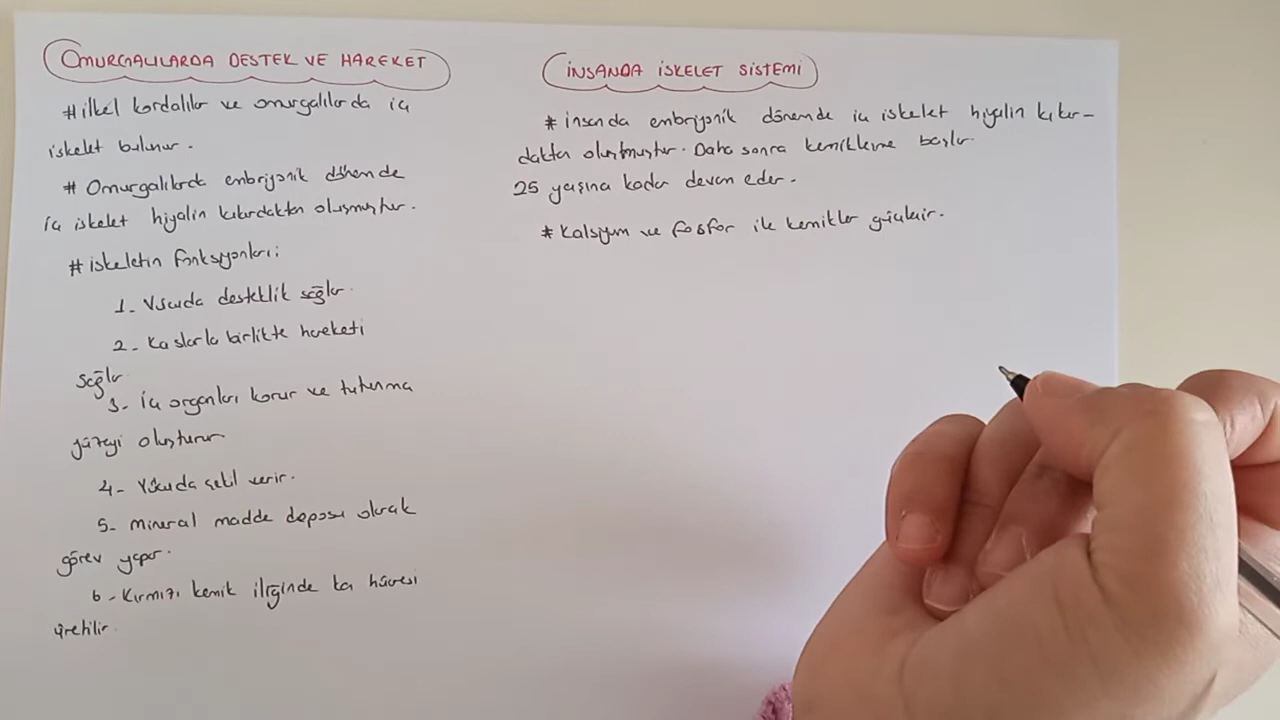 OMURGALILARDA DESTEK VE HAREKET
# ilkel kordalılar ve omurgalılarda iç
iskelet bulunur.
# Omurgalılarda embriyonik dönemde
iç iskelet hiyalin kıkırdaktan oluşmuştur.
# iskeletin fonksiyonları:
1- Vücuda desteklik sağlar.
2- Kaslarla birlikte hareketi
sağlar
3- iç organları korur ve tutunma
yüzeyi oluşturur
4- Vücuda şekil verir.
5- Mineral madde deposu olarak
görev yapar.
6- Kırmızı kemik iliğinde kan hücresi
üretilir.
İNSANDA İSKELET SİSTEMİ
* insanda embriyonik dönemde iç iskelet hiyalin kıkır-
daktan oluşmuştur. Daha sonra kemikleşme başlar
25 yaşına kadar devam eder.
* Kalsiyum ve fosfor ile kemikler güçlenir.